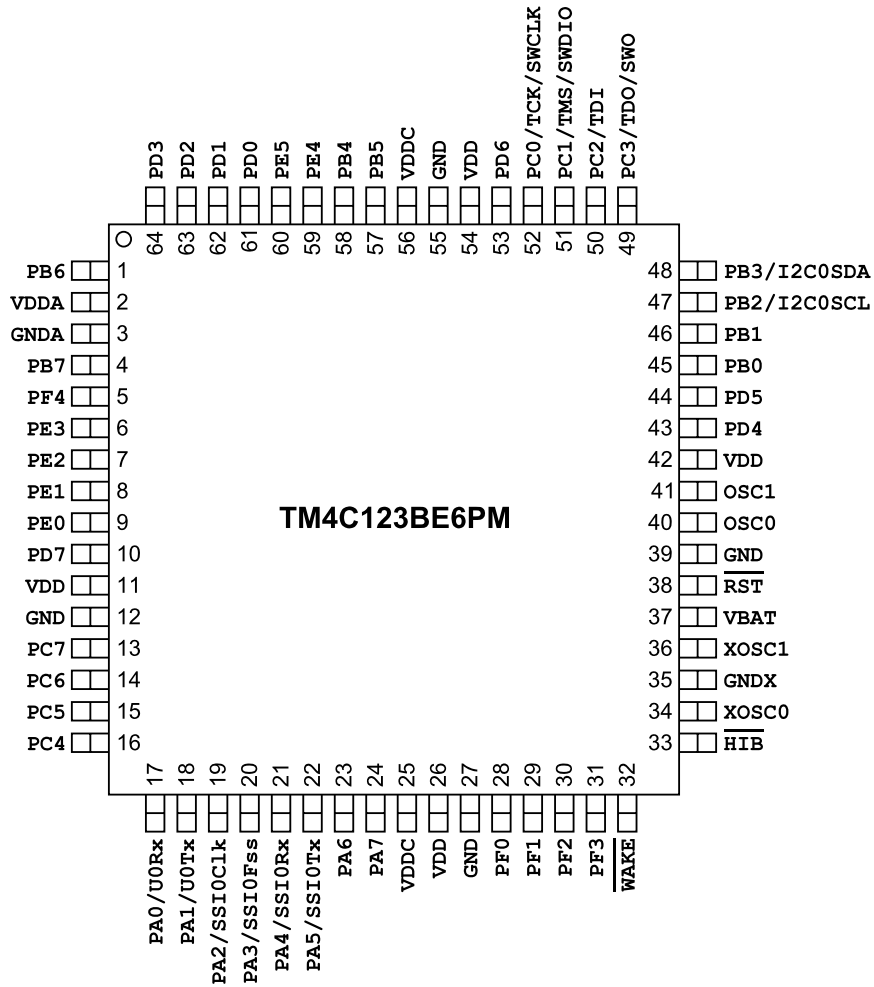 PC0/TCK/SWCLK
PC1/TMS/SWDIO
PC2/TDI
PC3/TDO/SWO
PD3
PD2
PD1
PD0
PE5
PE4
PB4
PB5
VDDC
GND
VDD
PD6
64
63
62
61
60
59
58
57
56
55
54
53
52
51
50
49
PB6 1
VDDA 2
GNDA 3
PB7 4
PF4 5
PE3 6
PE2 7
PE1 8
PE0 9
PD7 10
VDD 11
GND 12
PC7 13
PC6 14
PC5 15
PC4 16
TM4C123BE6PM
48 PB3/I2C0SDA
47 PB2/I2C0SCL
46 PB1
45 PB0
44 PD5
43 PD4
42 VDD
41 OSC1
40 OSC0
39 GND
38 RST
37 VBAT
36 XOSC1
35 GNDX
34 XOSC0
33 HIB
17
18
19
20
21
22
23
24
25
26
27
28
29
30
31
32
PA0/U0Rx
PA1/U0Tx
PA2/SSI0Clk
PA3/SSI0Fss
PA4/SSI0Rx
PA5/SSI0Tx
PA6
PA7
VDDC
VDD
GND
PF0
PF1
PF2
PF3
WAKE